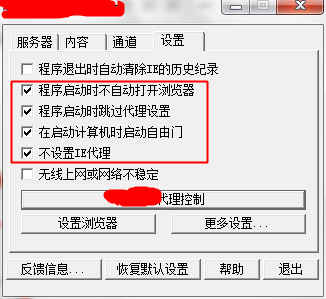 服务器 内容 通道 设置
程序退出时自动清除IE的历史纪录
程序启动时不自动打开浏览器
程序启动时跳过代理设置
在启动计算机时启动自由门
不设置IE代理
无线上网或网络不稳定
代理控制
设置浏览器 更多设置...
反馈信息... 恢复默认设置 帮助 退出